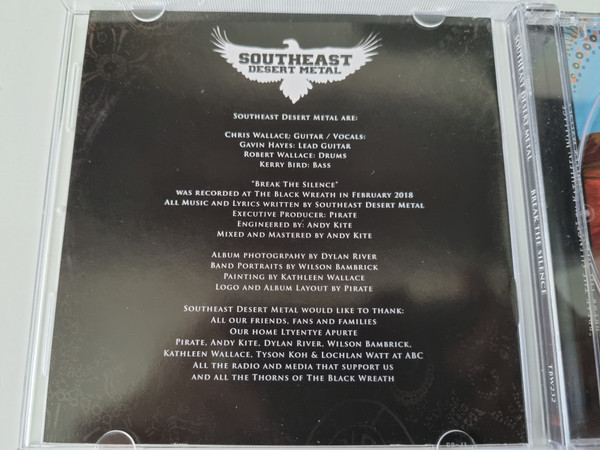 SOUTHEAST
DESERT METAL
SOUTHEAST DESERT METAL ARE:
CHRIS WALLACE: GUITAR / VOCALS:
GAVIN HAYES: LEAD GUITAR
ROBERT WALLACE: DRUMS
KERRY BIRD: BASS
"BREAK THE SILENCE"
WAS RECORDED AT THE BLACK WREATH IN FEBRUARY 2018
ALL MUSIC AND LYRICS WRITTEN BY SOUTHEAST DESERT METAL
EXECUTIVE PRODUCER: PIRATE
ENGINEERED BY: ANDY KITE
MIXED AND MASTERED BY ANDY KITE
ALBUM PHOTOGRPAHY BY DYLAN RIVER
BAND PORTRAITS BY WILSON BAMBRICK
PAINTING BY KATHLEEN WALLACE
LOGO AND ALBUM LAYOUT BY PIRATE
SOUTHEAST DESERT METAL WOULD LIKE TO THANK:
ALL OUR FRIENDS, FANS AND FAMILIES
OUR HOME LTYENTYE APURTE
PIRATE, ANDY KITE, DYLAN RIVER, WILSON BAMBRICK,
KATHLEEN WALLACE, TYSON KOH & LOCHLAN WATT AT ABC
ALL THE RADIO AND MEDIA THAT SUPPORT US
AND ALL THE THORNS OF THE BLACK WREATH
SOUTHEAST DESERT METAL
BREAK THE SILENCE
TBW232